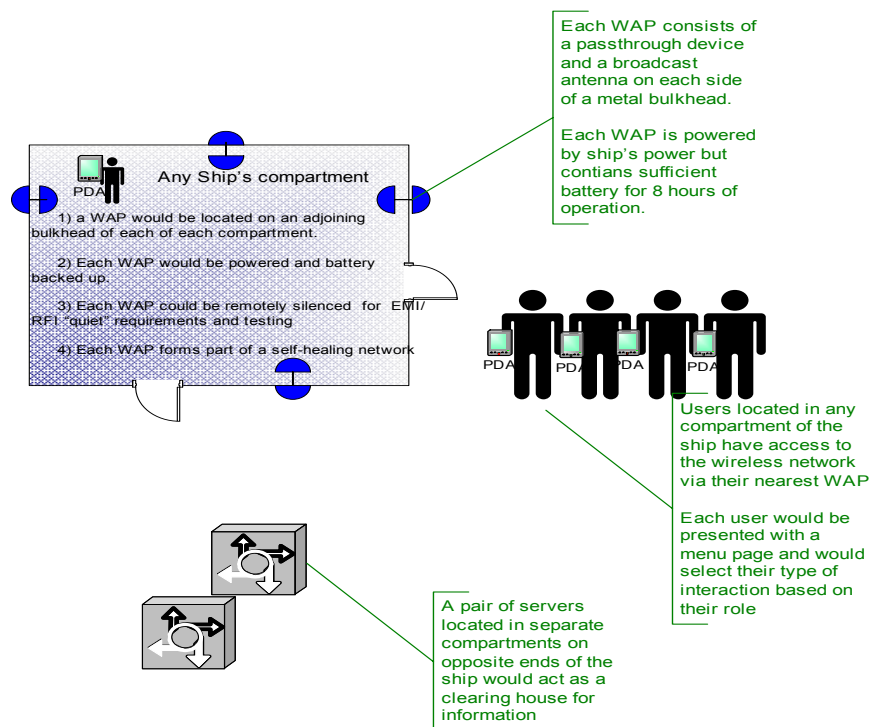 Each WAP consists of
a passthrough device
and a broadcast
antenna on each side
of a metal bulkhead.
Each WAP is powered
by ship's power but
contians sufficient
battery for 8 hours of
operation.
Any Ship's compartment
PDA
1) a WAP would be located on an adjoining
bulkhead of each of each compartment.
2) Each WAP would be powered and battery
backed up.
3) Each WAP could be remotely silenced for EMI/
RFI "quiet" requirements and testing
4) Each WAP forms part of a self-healing network
PDA
PDA
PDA
PDA
Users located in any
compartment of the
ship have access to
the wireless network
via their nearest WAP
Each user would be
presented with a
menu page and would
select their type of
interaction based on
their role
A pair of servers
located in separate
compartments on
opposite ends of the
ship would act as a
clearing house for
information